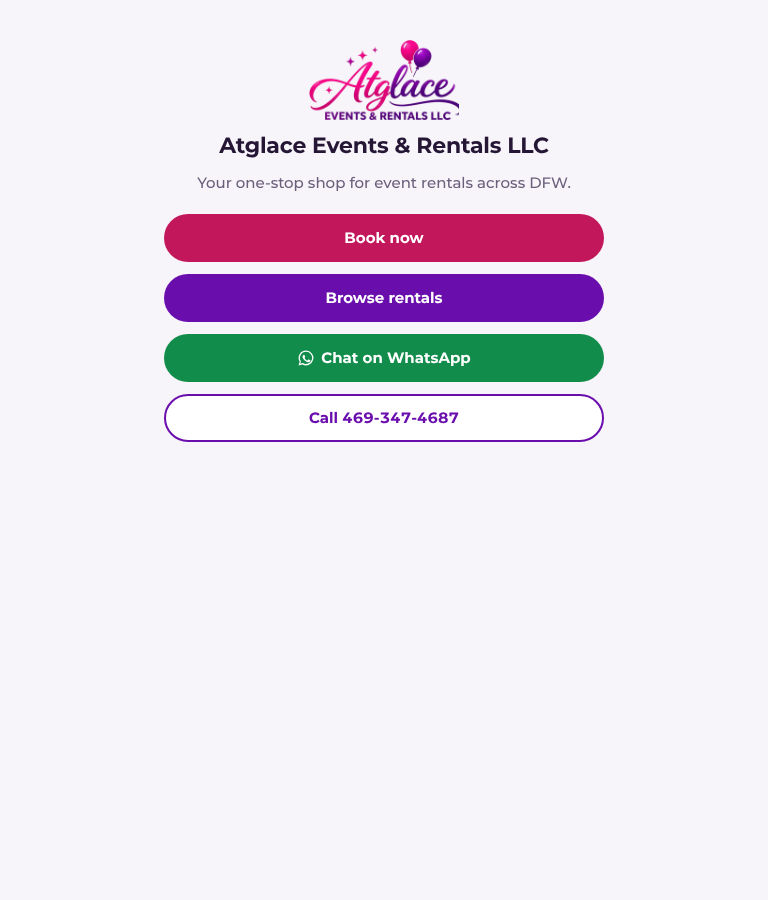 Atglace
EVENTS & RENTALS LLC
Atglace Events & Rentals LLC
Your one-stop shop for event rentals across DFW.
Book now
Browse rentals
Chat on WhatsApp
Call 469-347-4687